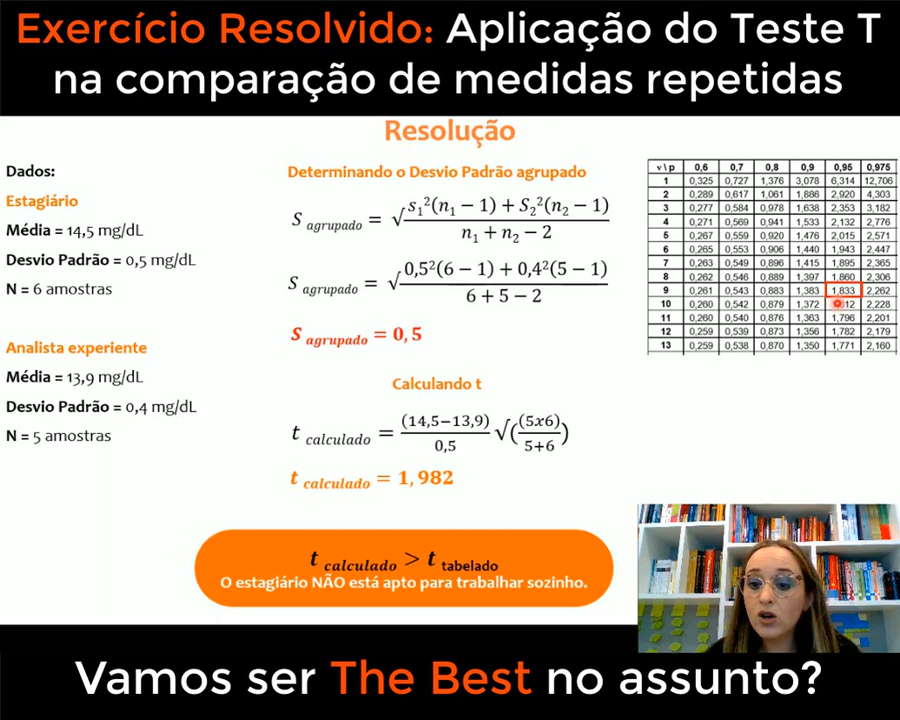 Exercício Resolvido: Aplicação do Teste T
na comparação de medidas repetidas
Resolução
Dados:
Estagiário
Média = 14,5 mg/dL
Desvio Padrão = 0,5 mg/dL
N = 6 amostras
Analista experiente
Média = 13,9 mg/dL
Desvio Padrão = 0,4 mg/dL
N = 5 amostras
Determinando o Desvio Padrão agrupado
S agrupado = √ s₁²(n₁ − 1) + S₂²(n₂ − 1)
n₁ + n₂ − 2
S agrupado = √ 0,5²(6 − 1) + 0,4²(5 − 1)
6 + 5 − 2
S agrupado = 0,5
Calculando t
t calculado = (14,5−13,9) √( (5x6) )
0,5 5+6
t calculado = 1,982
t calculado > t tabelado
O estagiário NÃO está apto para trabalhar sozinho.
v\p 0,6 0,7 0,8 0,9 0,95 0,975
1 0,325 0,727 1,376 3,078 6,314 12,706
2 0,289 0,617 1,061 1,886 2,920 4,303
3 0,277 0,584 0,978 1,638 2,353 3,182
4 0,271 0,569 0,941 1,533 2,132 2,776
5 0,267 0,559 0,920 1,476 2,015 2,571
6 0,265 0,553 0,906 1,440 1,943 2,447
7 0,263 0,549 0,896 1,415 1,895 2,365
8 0,262 0,546 0,889 1,397 1,860 2,306
9 0,261 0,543 0,883 1,383 1,833 2,262
10 0,260 0,542 0,879 1,372 2,228
11 0,260 0,540 0,876 1,363 1,796 2,201
12 0,259 0,539 0,873 1,356 1,782 2,179
13 0,259 0,538 0,870 1,350 1,771 2,160
Vamos ser The Best no assunto?